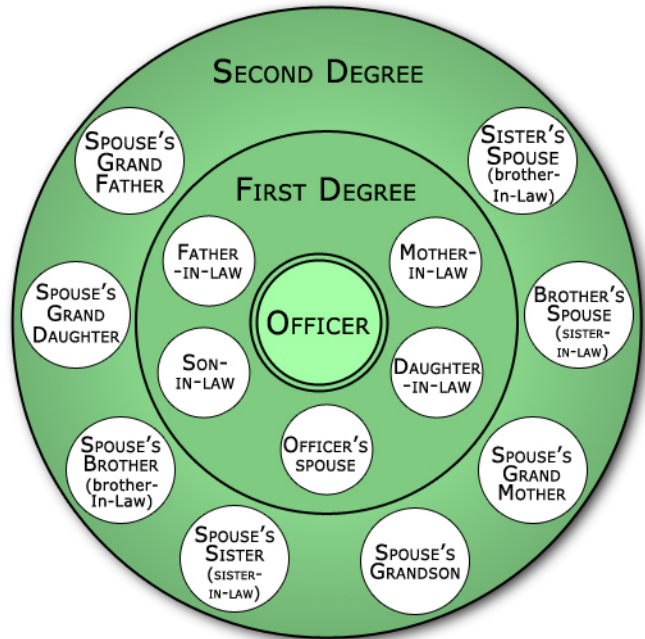 SECOND DEGREE
SPOUSE'S
GRAND
FATHER
SISTER'S
SPOUSE
(brother-
In-Law)
FIRST DEGREE
FATHER
-IN-LAW
MOTHER-
IN-LAW
OFFICER
SPOUSE'S
GRAND
DAUGHTER
BROTHER'S
SPOUSE
(SISTER-
IN-LAW)
SON-
IN-LAW
DAUGHTER
-IN-LAW
OFFICER'S
SPOUSE
SPOUSE'S
BROTHER
(brother-
In-Law)
SPOUSE'S
GRAND
MOTHER
SPOUSE'S
SISTER
(SISTER-
IN-LAW)
SPOUSE'S
GRANDSON